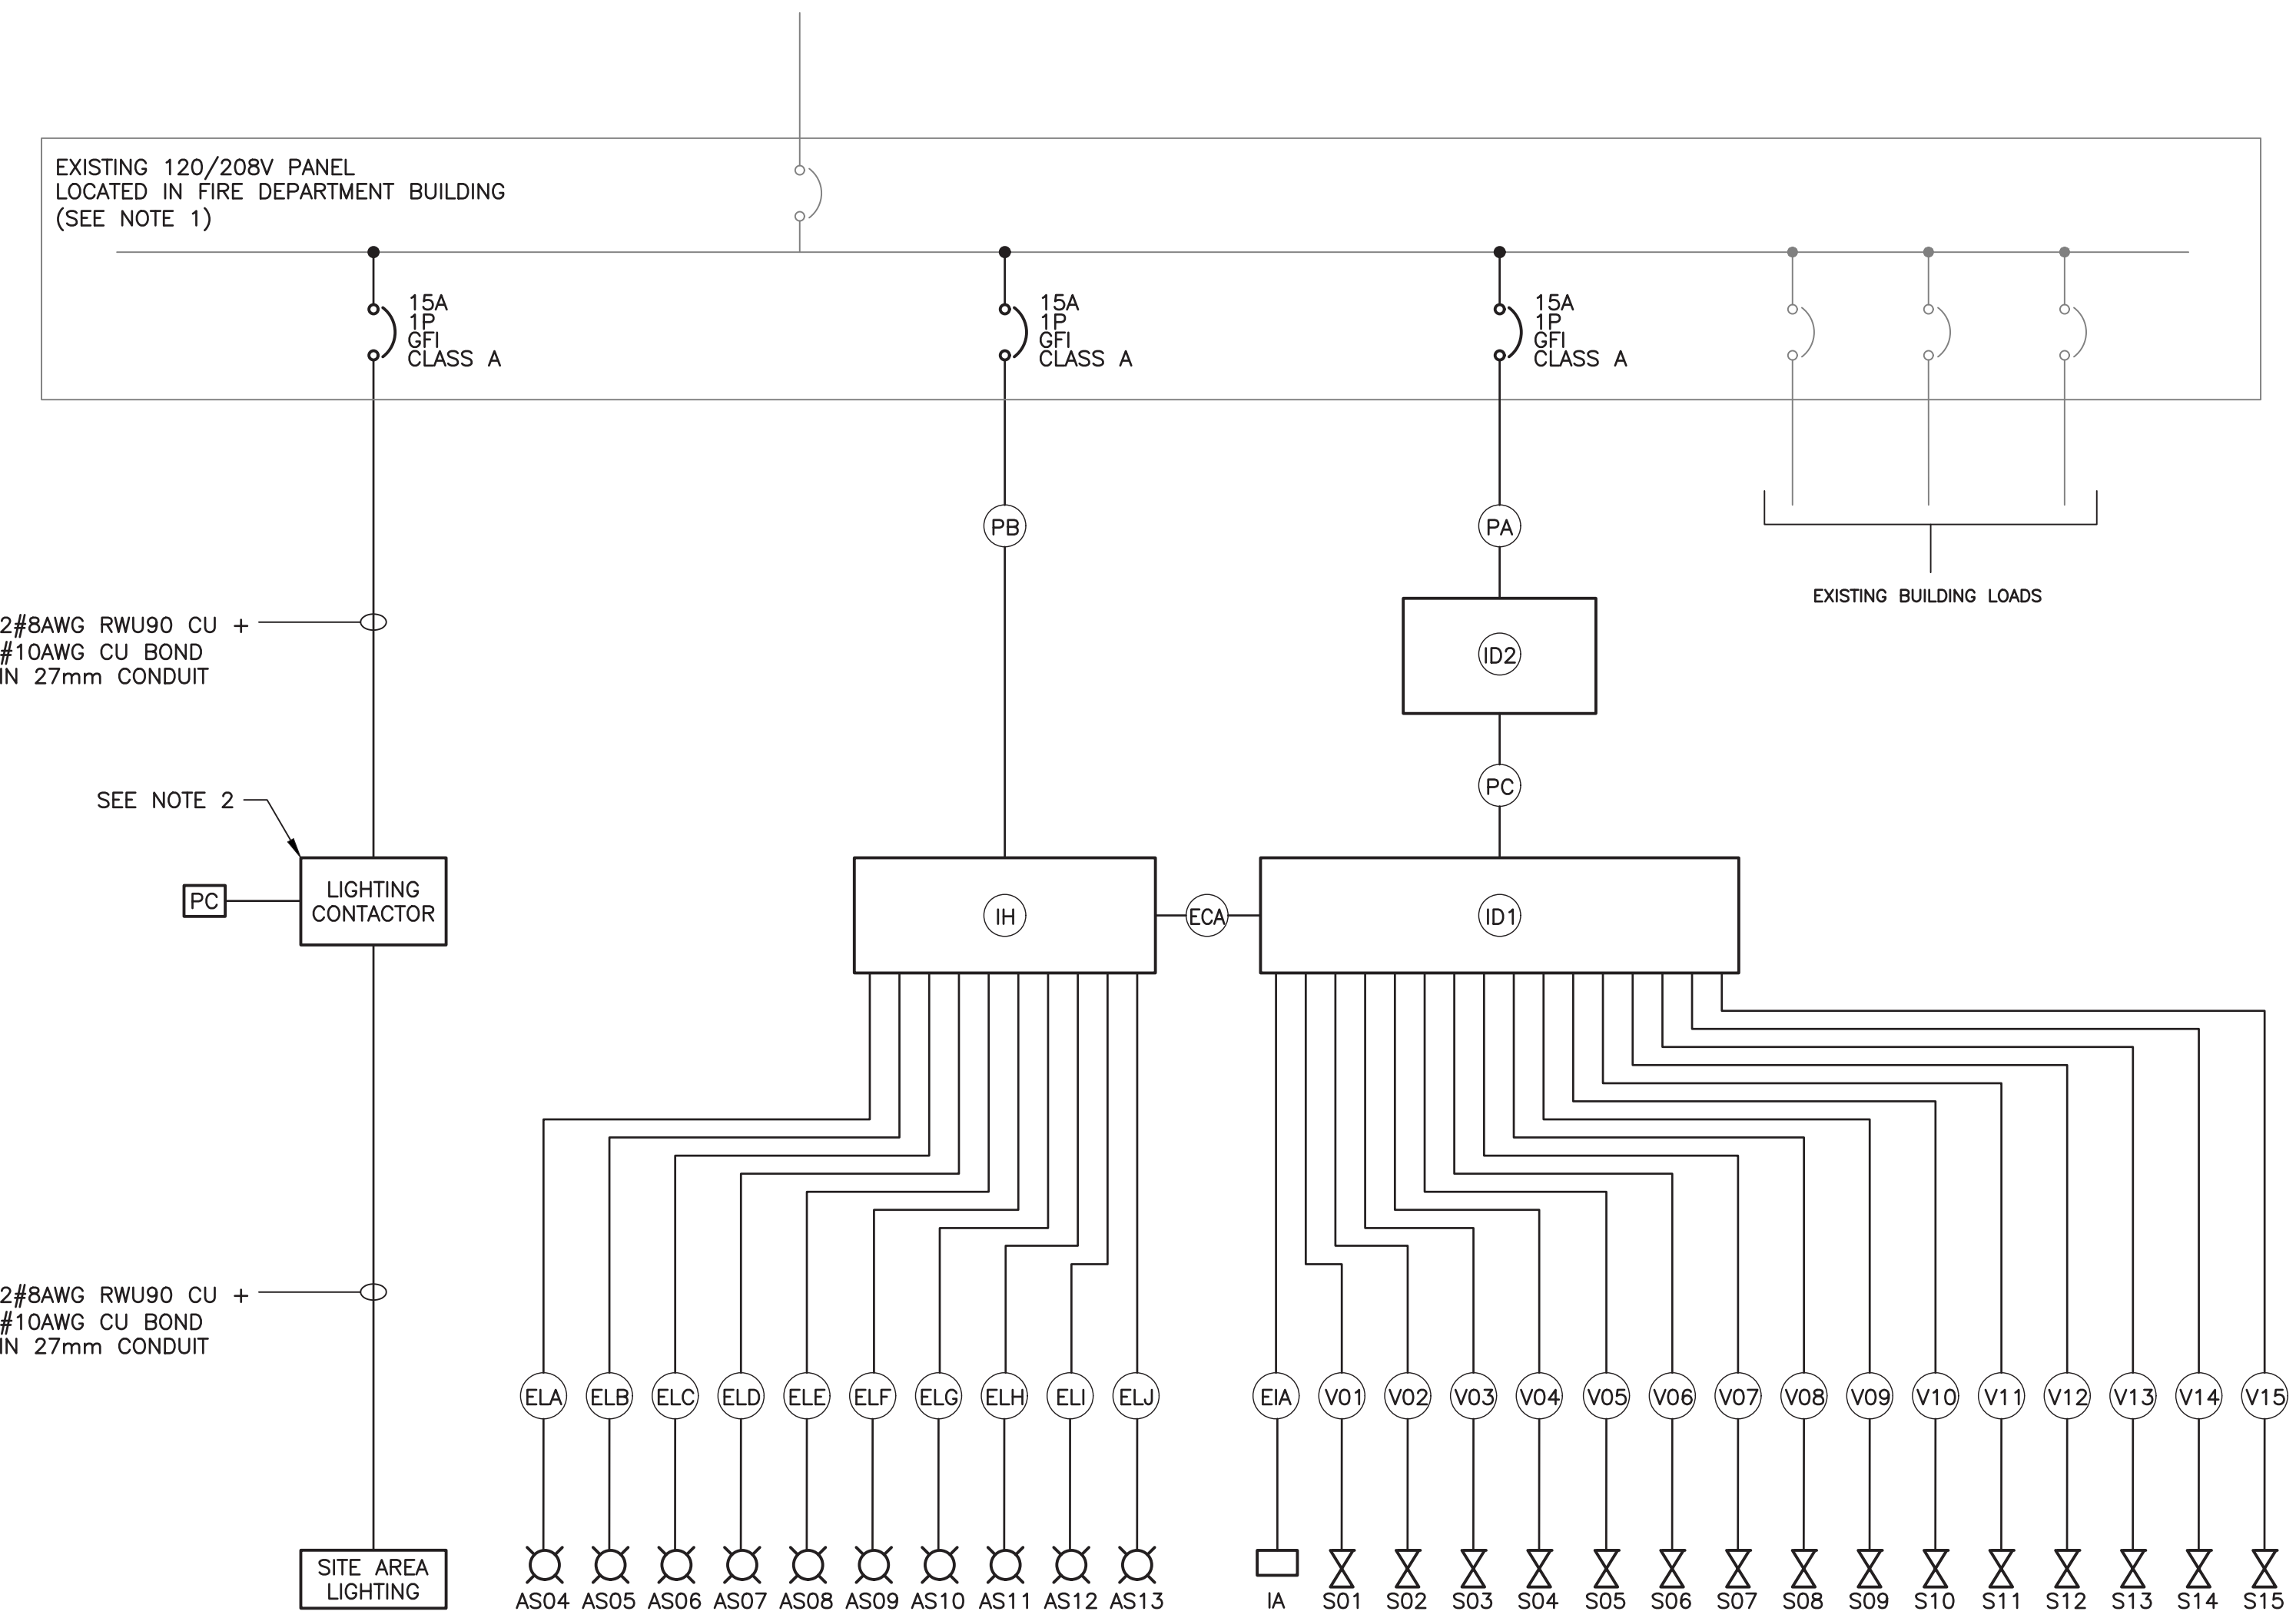 EXISTING 120/208V PANEL
LOCATED IN FIRE DEPARTMENT BUILDING
(SEE NOTE 1)
15A
1P
GFI
CLASS A
15A
1P
GFI
CLASS A
15A
1P
GFI
CLASS A
PB
PA
EXISTING BUILDING LOADS
2#8AWG RWU90 CU +
#10AWG CU BOND
IN 27mm CONDUIT
ID2
PC
SEE NOTE 2
LIGHTING
CONTACTOR
PC
IH
ECA
ID1
2#8AWG RWU90 CU +
#10AWG CU BOND
IN 27mm CONDUIT
ELA ELB ELC ELD ELE ELF ELG ELH ELI ELJ EIA V01 V02 V03 V04 V05 V06 V07 V08 V09 V10 V11 V12 V13 V14 V15
SITE AREA
LIGHTING
AS04 AS05 AS06 AS07 AS08 AS09 AS10 AS11 AS12 AS13 IA S01 S02 S03 S04 S05 S06 S07 S08 S09 S10 S11 S12 S13 S14 S15